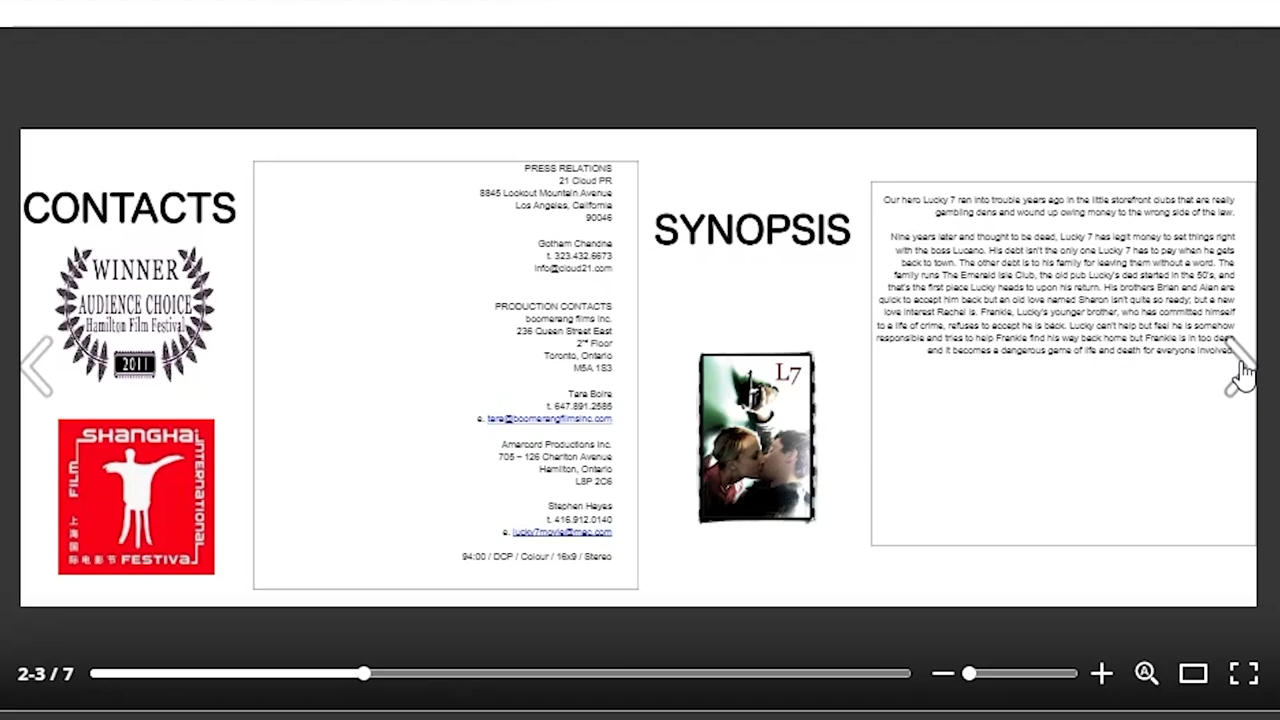 CONTACTS
WINNER
AUDIENCE CHOICE
Hamilton Film Festival
2011
SHANGHAI
INTERNATIONAL
FILM
FESTIVAL
上海国际电影节
PRESS RELATIONS
21 Cloud PR
8845 Lookout Mountain Avenue
Los Angeles, California
90046
Gotham Chandna
t. 323.432.6673
info@cloud21.com
PRODUCTION CONTACTS
boomerang films inc.
236 Queen Street East
2nd Floor
Toronto, Ontario
M5A 1S3
Tara Boire
t. 647.891.2585
e. tara@boomerangfilmsinc.com
Amarcord Productions Inc.
705 – 126 Charlton Avenue
Hamilton, Ontario
L8P 2C6
Stephen Hayes
t. 416.912.0140
e. lucky7movie@mac.com
94:00 / DCP / Colour / 16x9 / Stereo
SYNOPSIS
L7
Our hero Lucky 7 ran into trouble years ago in the little storefront clubs that are really
gambling dens and wound up owing money to the wrong side of the law.
Nine years later and thought to be dead, Lucky 7 has legit money to set things right
with the boss Lucano. His debt isn't the only one Lucky 7 has to pay when he gets
back to town. The other debt is to his family for leaving them without a word. The
family runs The Emerald Isle Club, the old pub Lucky's dad started in the 50's, and
that's the first place Lucky heads to upon his return. His brothers Brian and Alan are
quick to accept him back but an old love named Sharon isn't quite so ready; but a new
love interest Rachel is. Frankie, Lucky's younger brother, who has committed himself
to a life of crime, refuses to accept he is back. Lucky can't help but feel he is somehow
responsible and tries to help Frankie find his way back home but Frankie is in too deep
and it becomes a dangerous game of life and death for everyone involved.
2-3 / 7